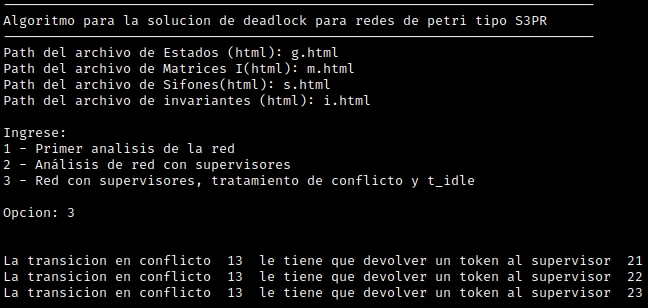 Algoritmo para la solucion de deadlock para redes de petri tipo S3PR
Path del archivo de Estados (html): g.html
Path del archivo de Matrices I(html): m.html
Path del archivo de Sifones(html): s.html
Path del archivo de invariantes (html): i.html
Ingrese:
1 - Primer analisis de la red
2 - Análisis de red con supervisores
3 - Red con supervisores, tratamiento de conflicto y t_idle
Opcion: 3
La transicion en conflicto  13  le tiene que devolver un token al supervisor  21
La transicion en conflicto  13  le tiene que devolver un token al supervisor  22
La transicion en conflicto  13  le tiene que devolver un token al supervisor  23